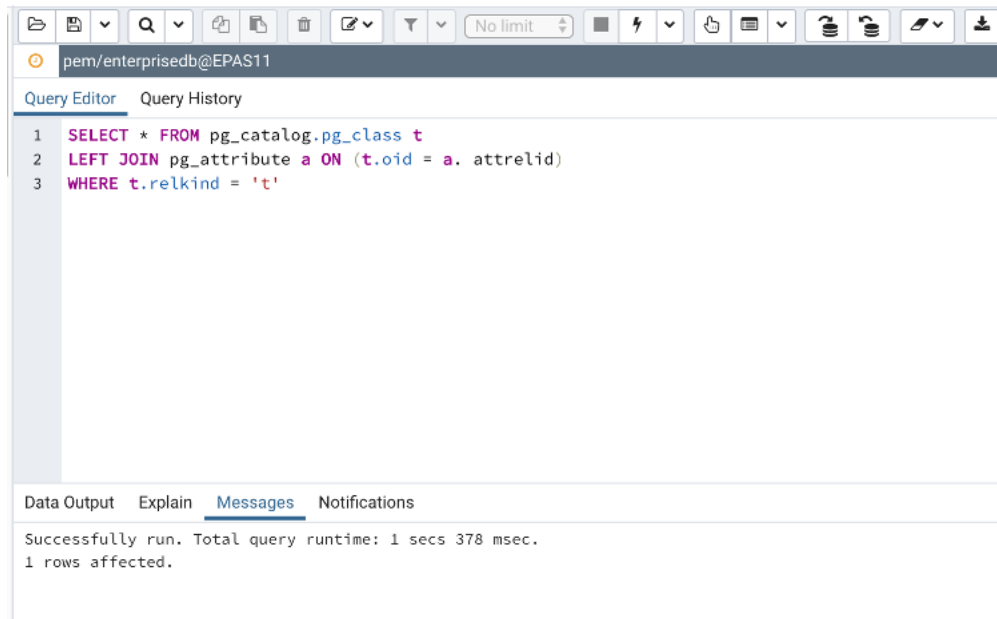 No limit
pem/enterprisedb@EPAS11
Query Editor Query History
1 SELECT * FROM pg_catalog.pg_class t
2 LEFT JOIN pg_attribute a ON (t.oid = a. attrelid)
3 WHERE t.relkind = 't'
Data Output Explain Messages Notifications
Successfully run. Total query runtime: 1 secs 378 msec.
1 rows affected.